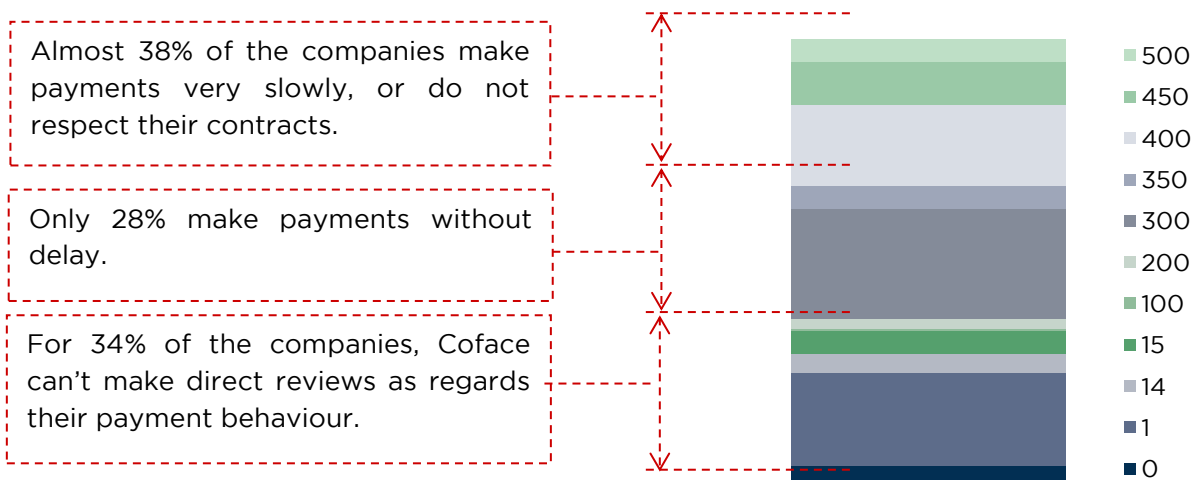 Almost 38% of the companies make
payments very slowly, or do not
respect their contracts.
Only 28% make payments without
delay.
For 34% of the companies, Coface
can't make direct reviews as regards
their payment behaviour.
500
450
400
350
300
200
100
15
14
1
0